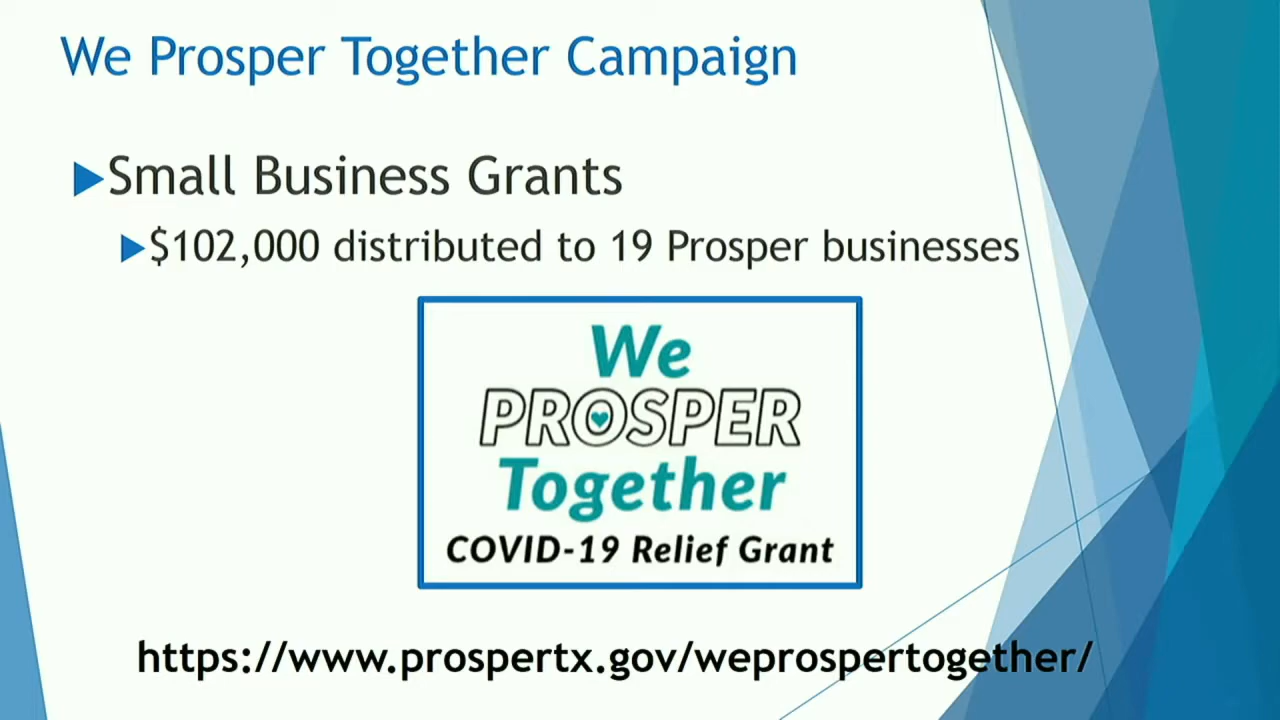 We Prosper Together Campaign
Small Business Grants
$102,000 distributed to 19 Prosper businesses
We
PROSPER
Together
COVID-19 Relief Grant
https://www.prospertx.gov/weprospertogether/